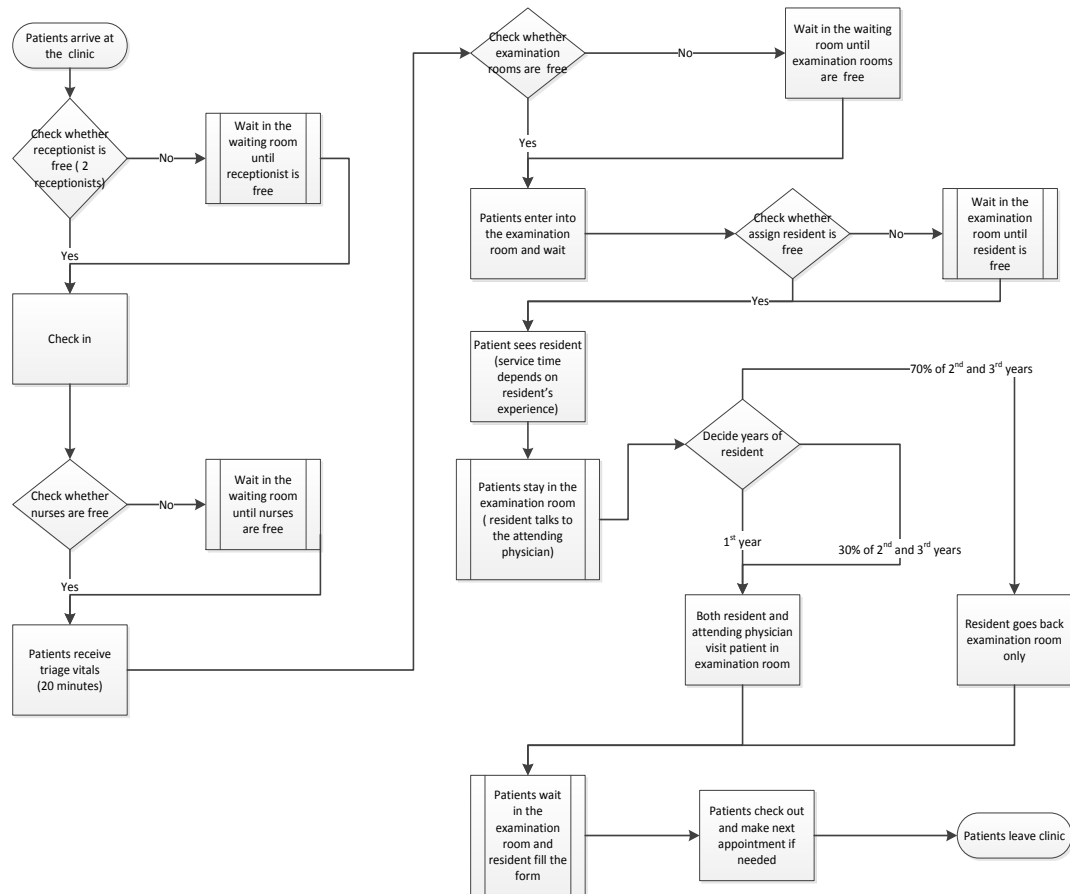 Patients arrive at
the clinic
Check whether
receptionist is
free ( 2
receptionists)
No
Wait in the
waiting room
until
receptionist is
free
Yes
Check in
Check whether
nurses are free
No
Wait in the
waiting room
until nurses
are free
Yes
Patients receive
triage vitals
(20 minutes)
Check whether
examination
rooms are free
No
Wait in the waiting
room until
examination rooms
are free
Yes
Patients enter into
the examination
room and wait
Check whether
assign resident is
free
No
Wait in the
examination
room until
resident is
free
Yes
Patient sees resident
(service time
depends on
resident's
experience)
Patients stay in the
examination room
( resident talks to
the attending
physician)
Decide years of
resident
70% of 2nd and 3rd years
1st year
30% of 2nd and 3rd years
Both resident and
attending physician
visit patient in
examination room
Resident goes back
examination room
only
Patients wait
in the
examination
room and
resident fill the
form
Patients check out
and make next
appointment if
needed
Patients leave clinic